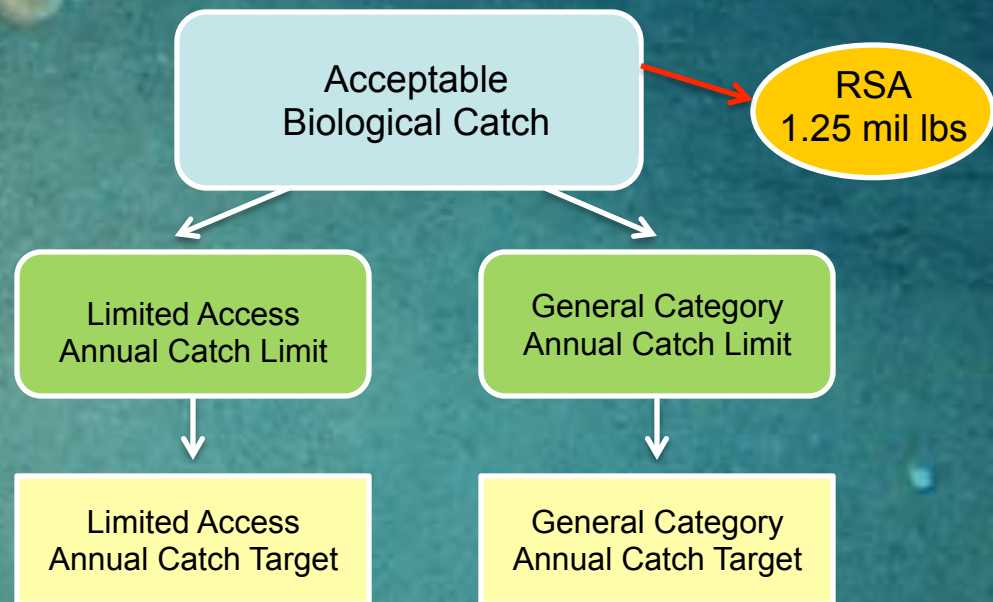 Acceptable
Biological Catch
RSA
1.25 mil lbs
Limited Access
Annual Catch Limit
General Category
Annual Catch Limit
Limited Access
Annual Catch Target
General Category
Annual Catch Target